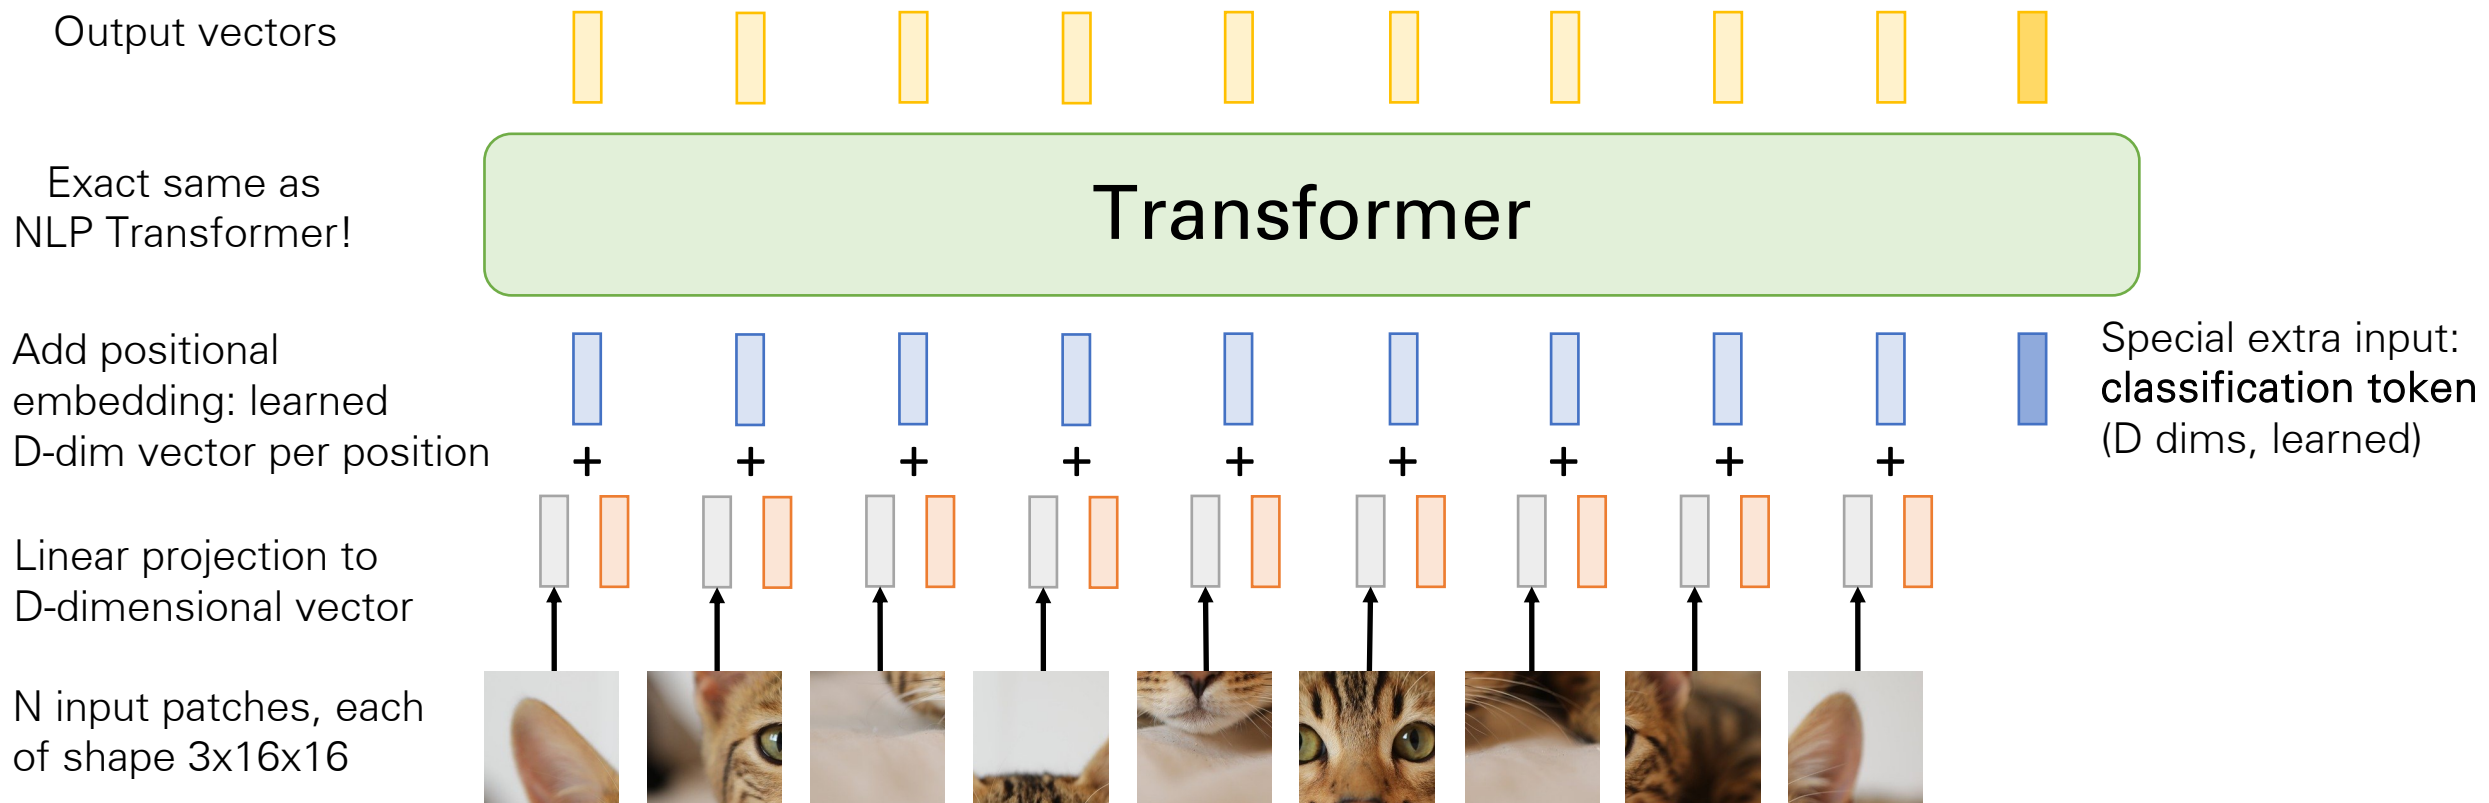 Output vectors
Exact same as
NLP Transformer!
Transformer
Add positional
embedding: learned
D-dim vector per position
Special extra input:
classification token
(D dims, learned)
+ + + + + + + + +
Linear projection to
D-dimensional vector
N input patches, each
of shape 3x16x16